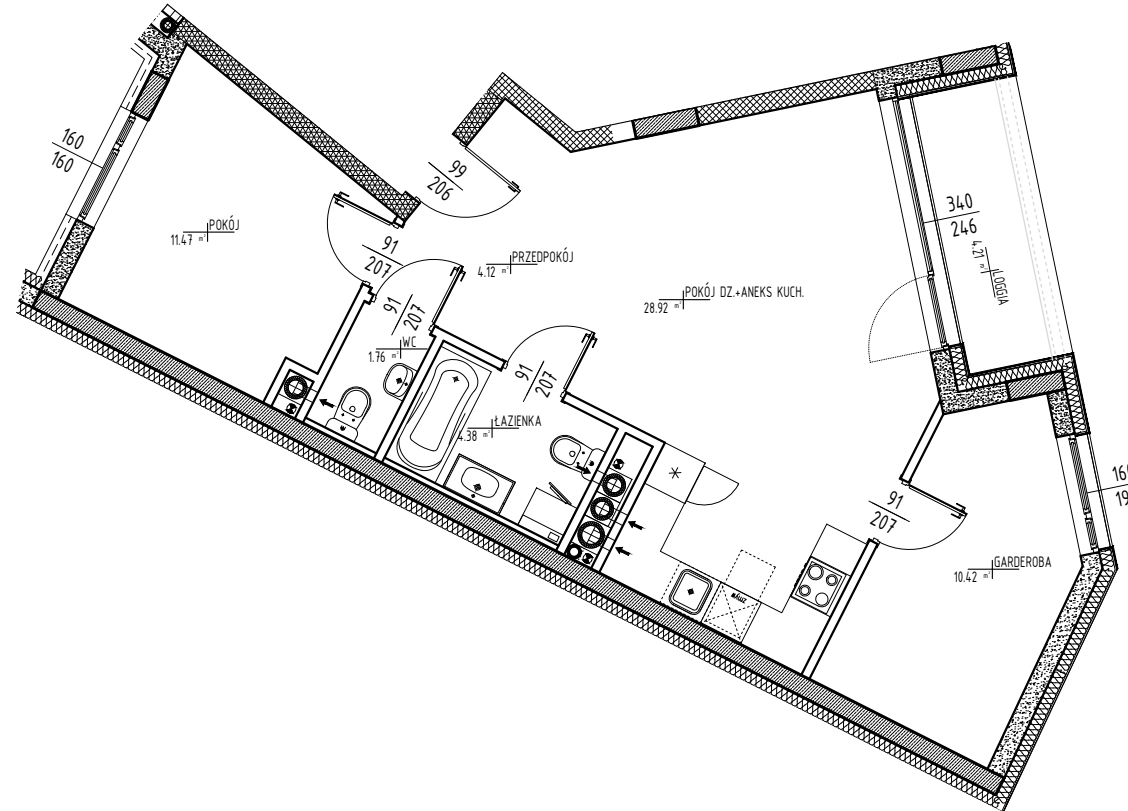 160
160
POKÓJ
11.47 m²
99
206
91
207
PRZEDPOKÓJ
4.12 m²
91
207
WC
1.76 m²
91
207
ŁAZIENKA
4.38 m²
POKÓJ DZ.+ANEKS KUCH.
28.92 m²
340
246
LOGGIA
4.21 m²
91
207
GARDEROBA
10.42 m²
zmyw